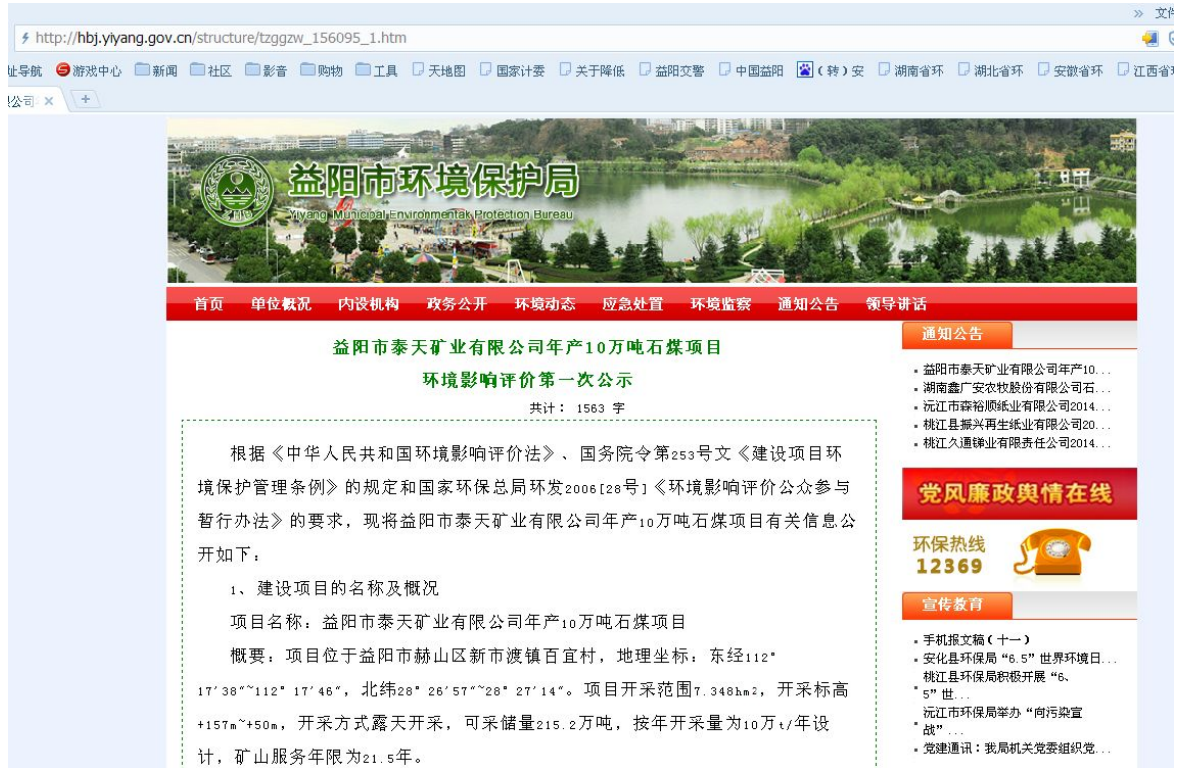 » 文件
http://hbj.yiyang.gov.cn/structure/tzggzw_156095_1.htm
址导航 游戏中心 新闻 社区 影音 购物 工具 天地图 国家计委 关于降低 益阳交警 中国益阳 (转)安 湖南省环 湖北省环 安徽省环 江西省环
限公司- × +
益阳市环境保护局
Yiyang Municipal Environmentak Protection Bureau
首页 单位概况 内设机构 政务公开 环境动态 应急处置 环境监察 通知公告 领导讲话
益阳市泰天矿业有限公司年产10万吨石煤项目
环境影响评价第一次公示
共计： 1563 字
根据《中华人民共和国环境影响评价法》、国务院令第253号文《建设项目环
境保护管理条例》的规定和国家环保总局环发2006[28号]《环境影响评价公众参与
暂行办法》的要求，现将益阳市泰天矿业有限公司年产10万吨石煤项目有关信息公
开如下：
1、建设项目的名称及概况
项目名称：益阳市泰天矿业有限公司年产10万吨石煤项目
概要：项目位于益阳市赫山区新市渡镇百宜村，地理坐标：东经112°
17′38″~112° 17′46″，北纬28° 26′57″~28° 27′14″。项目开采范围7.348hm2，开采标高
+157m~+50m，开采方式露天开采，可采储量215.2万吨，按年开采量为10万t/年设
计，矿山服务年限为21.5年。
通知公告
益阳市泰天矿业有限公司年产10...
湖南鑫广安农牧股份有限公司石...
沅江市森裕顺纸业有限公司2014...
桃江县振兴再生纸业有限公司20...
桃江久通锑业有限责任公司2014...
党风廉政舆情在线
环保热线
12369
宣传教育
手机报文稿(十一)
安化县环保局“6.5”世界环境日...
桃江县环保局积极开展“6、
5”世...
沅江市环保局举办“向污染宣
战”...
党建通讯：我局机关党委组织党...